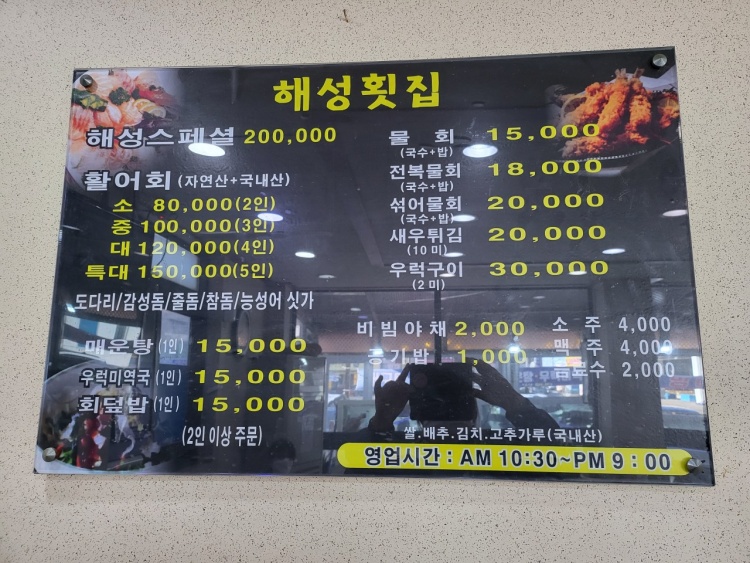 해성횟집
해성스페셜 200,000
활어회 (자연산+국내산)
소 80,000 (2인)
중 100,000 (3인)
대 120,000 (4인)
특대 150,000 (5인)
도다리/감성돔/줄돔/참돔/능성어 싯가
매운탕 (1인) 15,000
우럭미역국 (1인) 15,000
회덮밥 (1인) 15,000
(2인 이상 주문)
물 회 15,000
(국수+밥)
전복물회 18,000
(국수+밥)
섞어물회 20,000
(국수+밥)
새우튀김 20,000
(10 미)
우럭구이 30,000
(2 미)
비빔야채 2,000
공기밥 1,000
소 주 4,000
맥 주 4,000
음료수 2,000
쌀.배추.김치.고추가루(국내산)
영업시간 : AM 10:30~PM 9 : 00